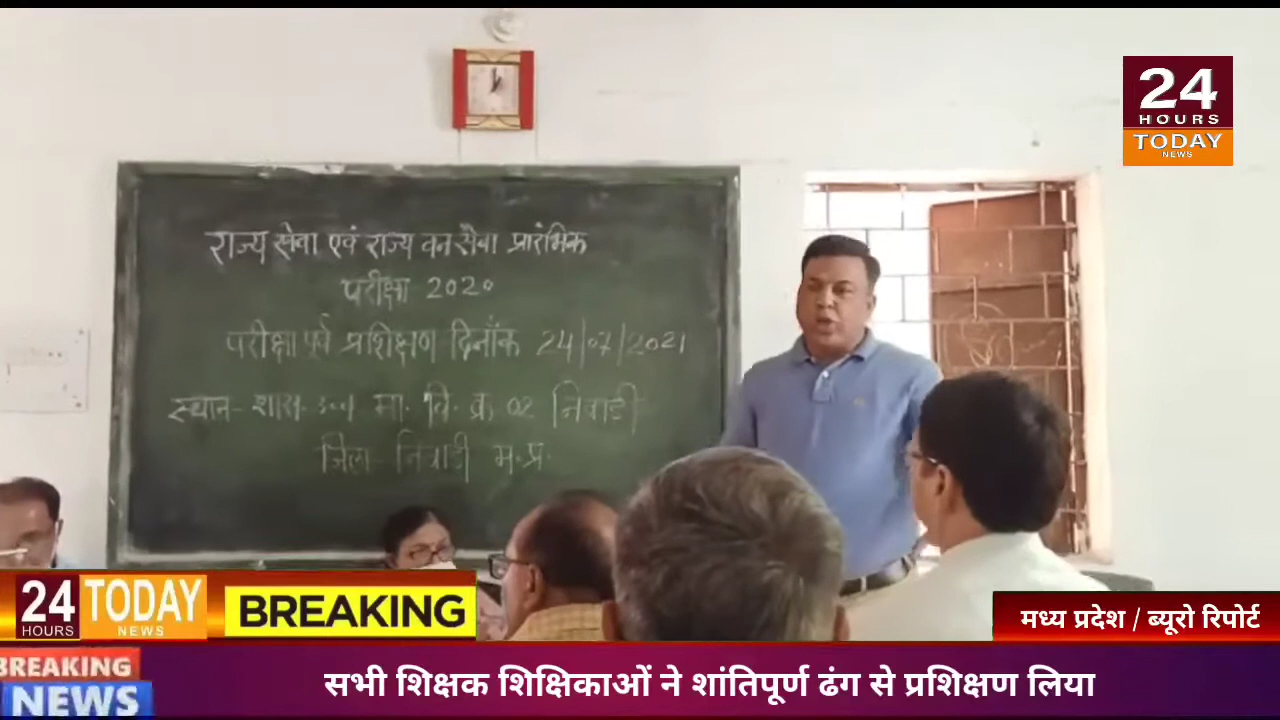 24
HOURS
TODAY
NEWS
राज्य सेवा एवं राज्य वन सेवा प्रारंभिक
परीक्षा 2020
परीक्षा पूर्व प्रशिक्षण दिनाँक 24/07/2021
स्थान- शास. उ०त मा. वि. क्र 02 निवाडी
जिला- निवाडी म.प्र.
24
HOURS
TODAY
NEWS
BREAKING
मध्य प्रदेश / ब्यूरो रिपोर्ट
BREAKING
NEWS
सभी शिक्षक शिक्षिकाओं ने शांतिपूर्ण ढंग से प्रशिक्षण लिया